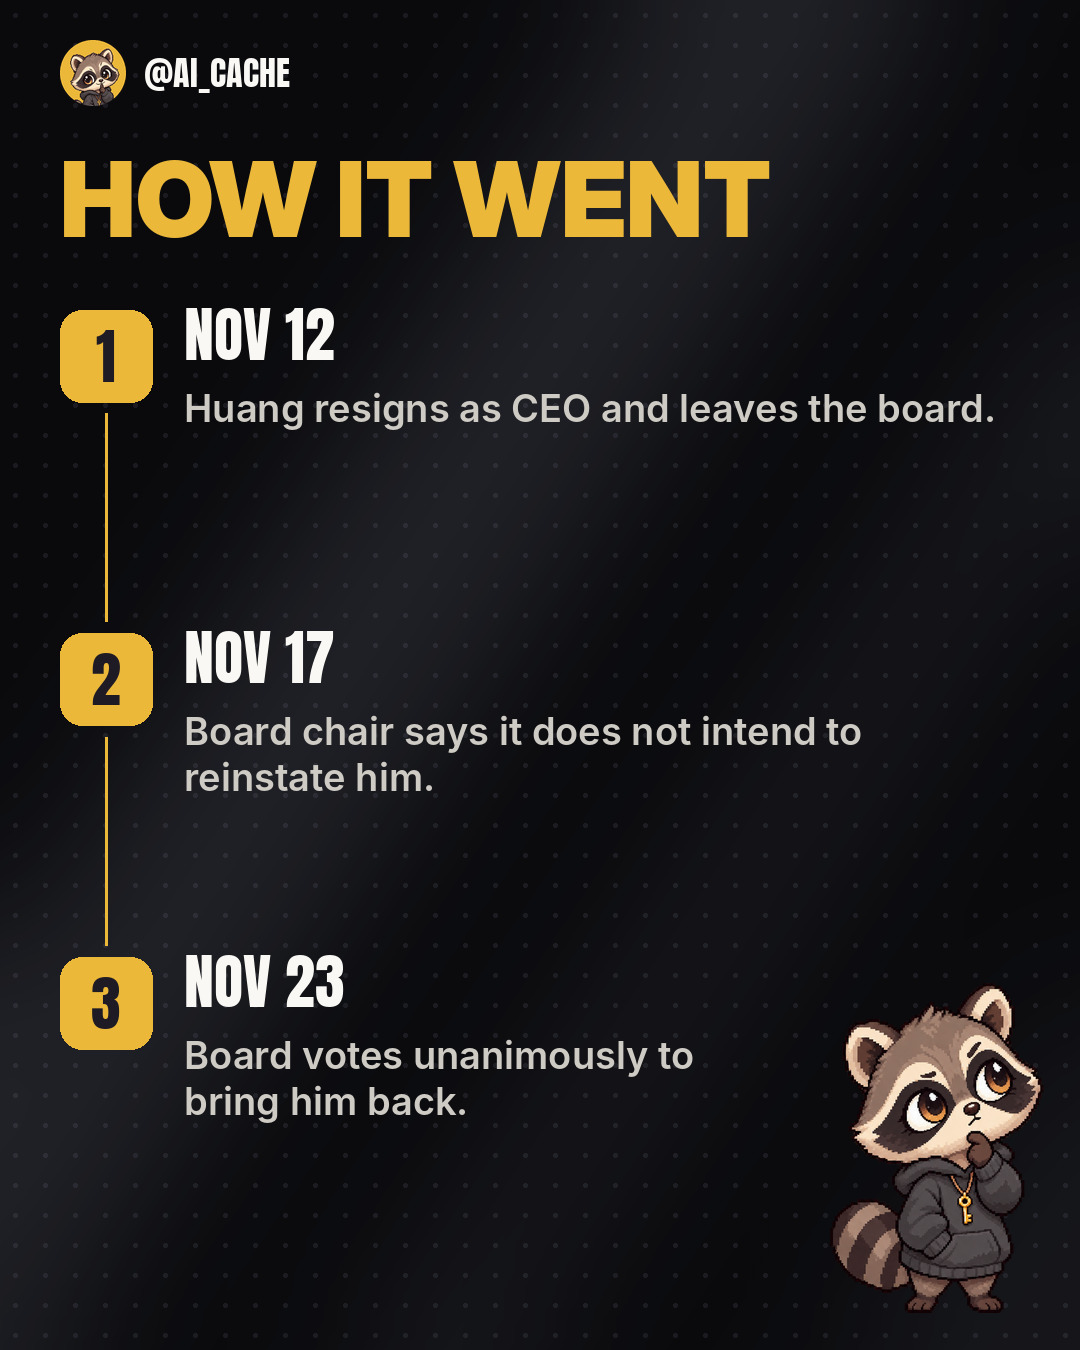 @AI_CACHE
HOW IT WENT
1
NOV 12
Huang resigns as CEO and leaves the board.
2
NOV 17
Board chair says it does not intend to
reinstate him.
3
NOV 23
Board votes unanimously to
bring him back.